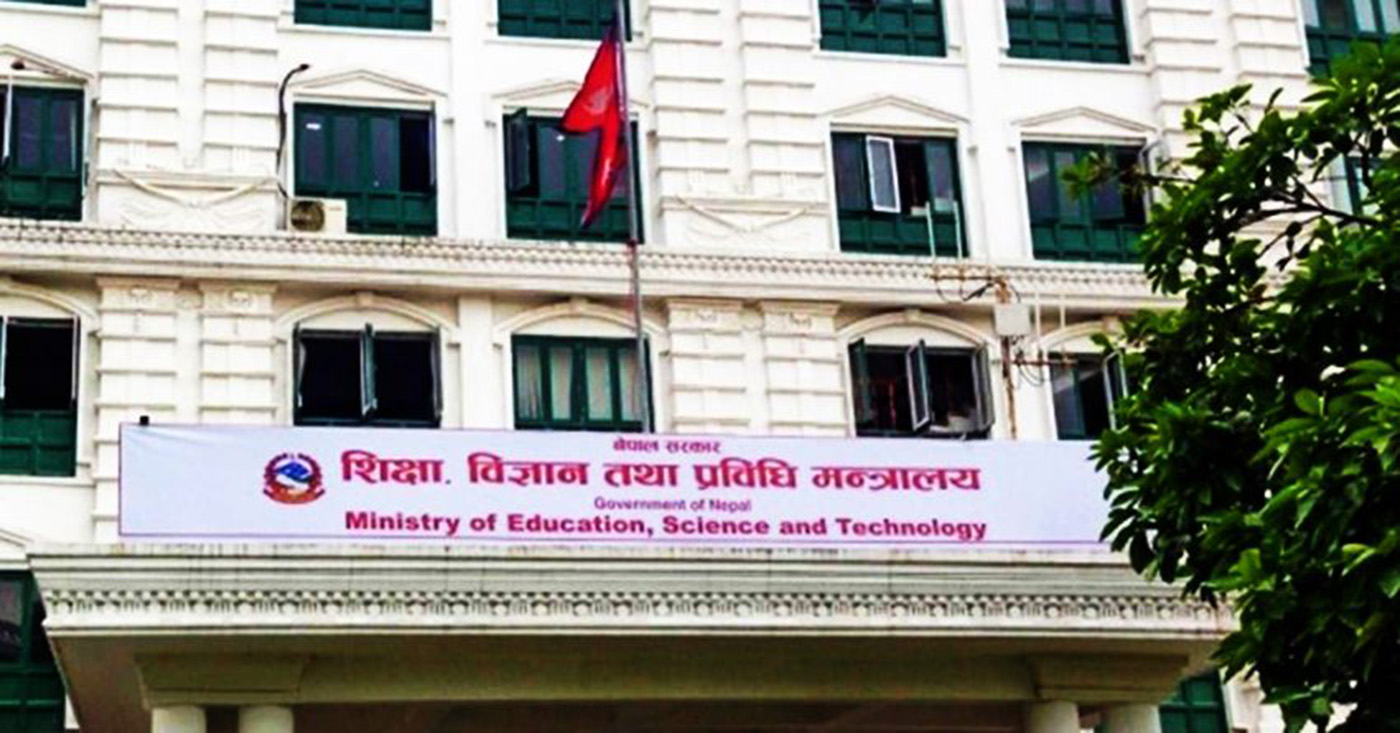 नेपाल सरकार
शिक्षा. विज्ञान तथा प्रविधि मन्त्रालय
Government of Nepal
Ministry of Education, Science and Technology